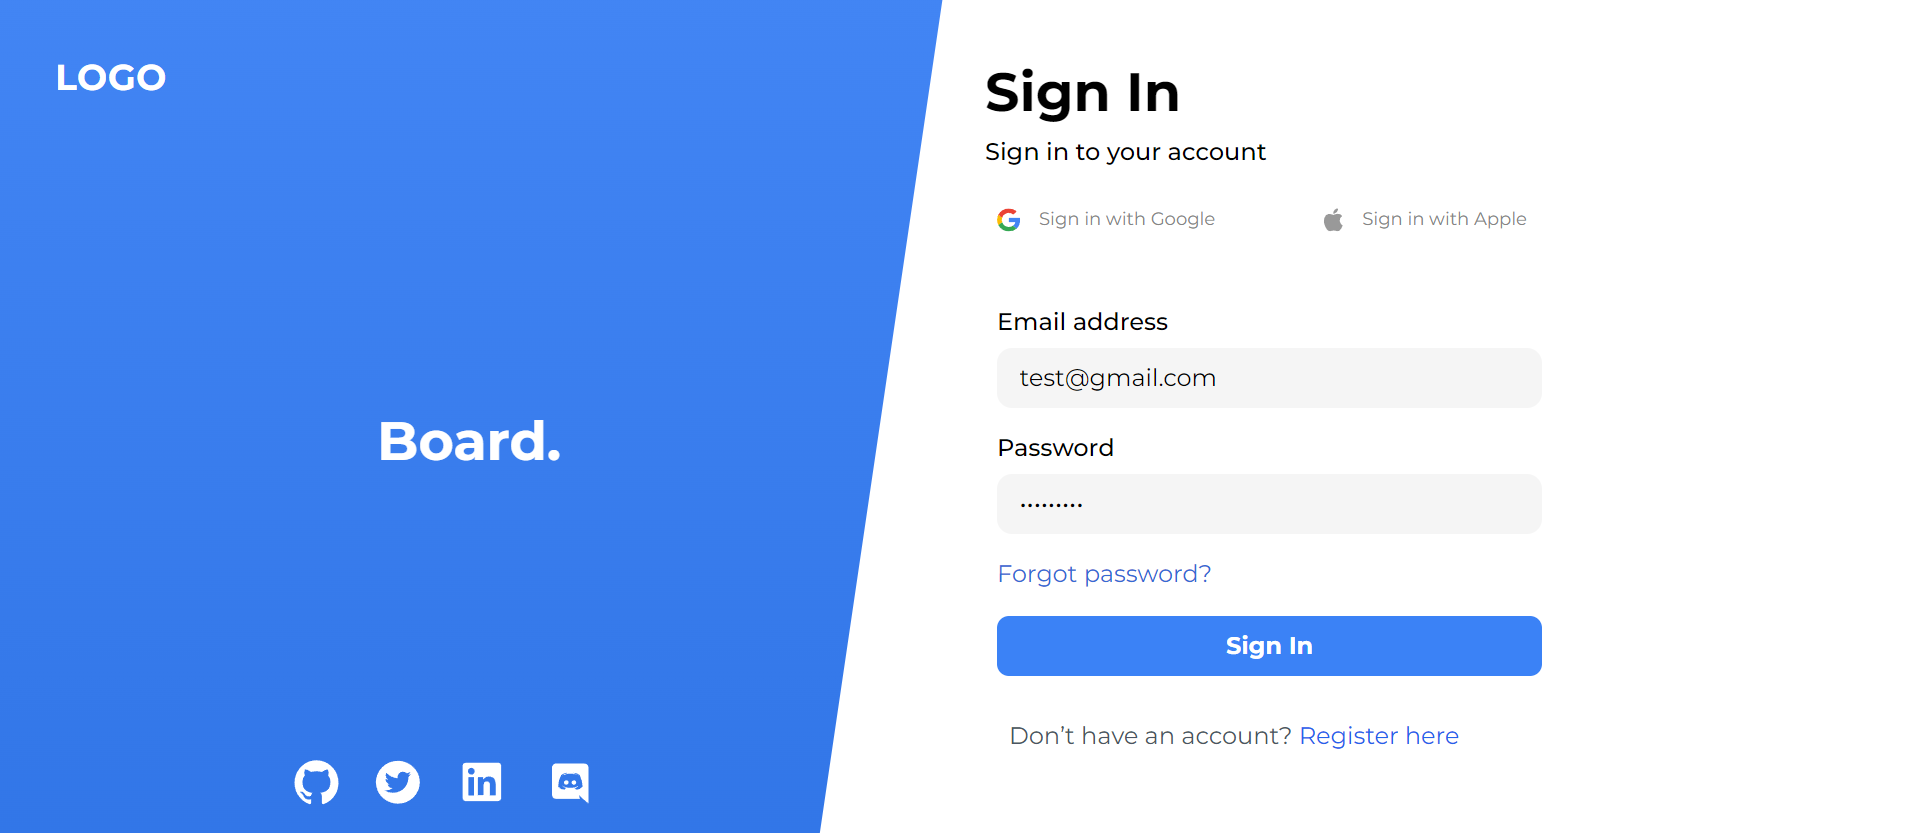 LOGO
Board.
Sign In
Sign in to your account
Sign in with Google
Sign in with Apple
Email address
test@gmail.com
Password
•••••••••
Forgot password?
Sign In
Don’t have an account? Register here